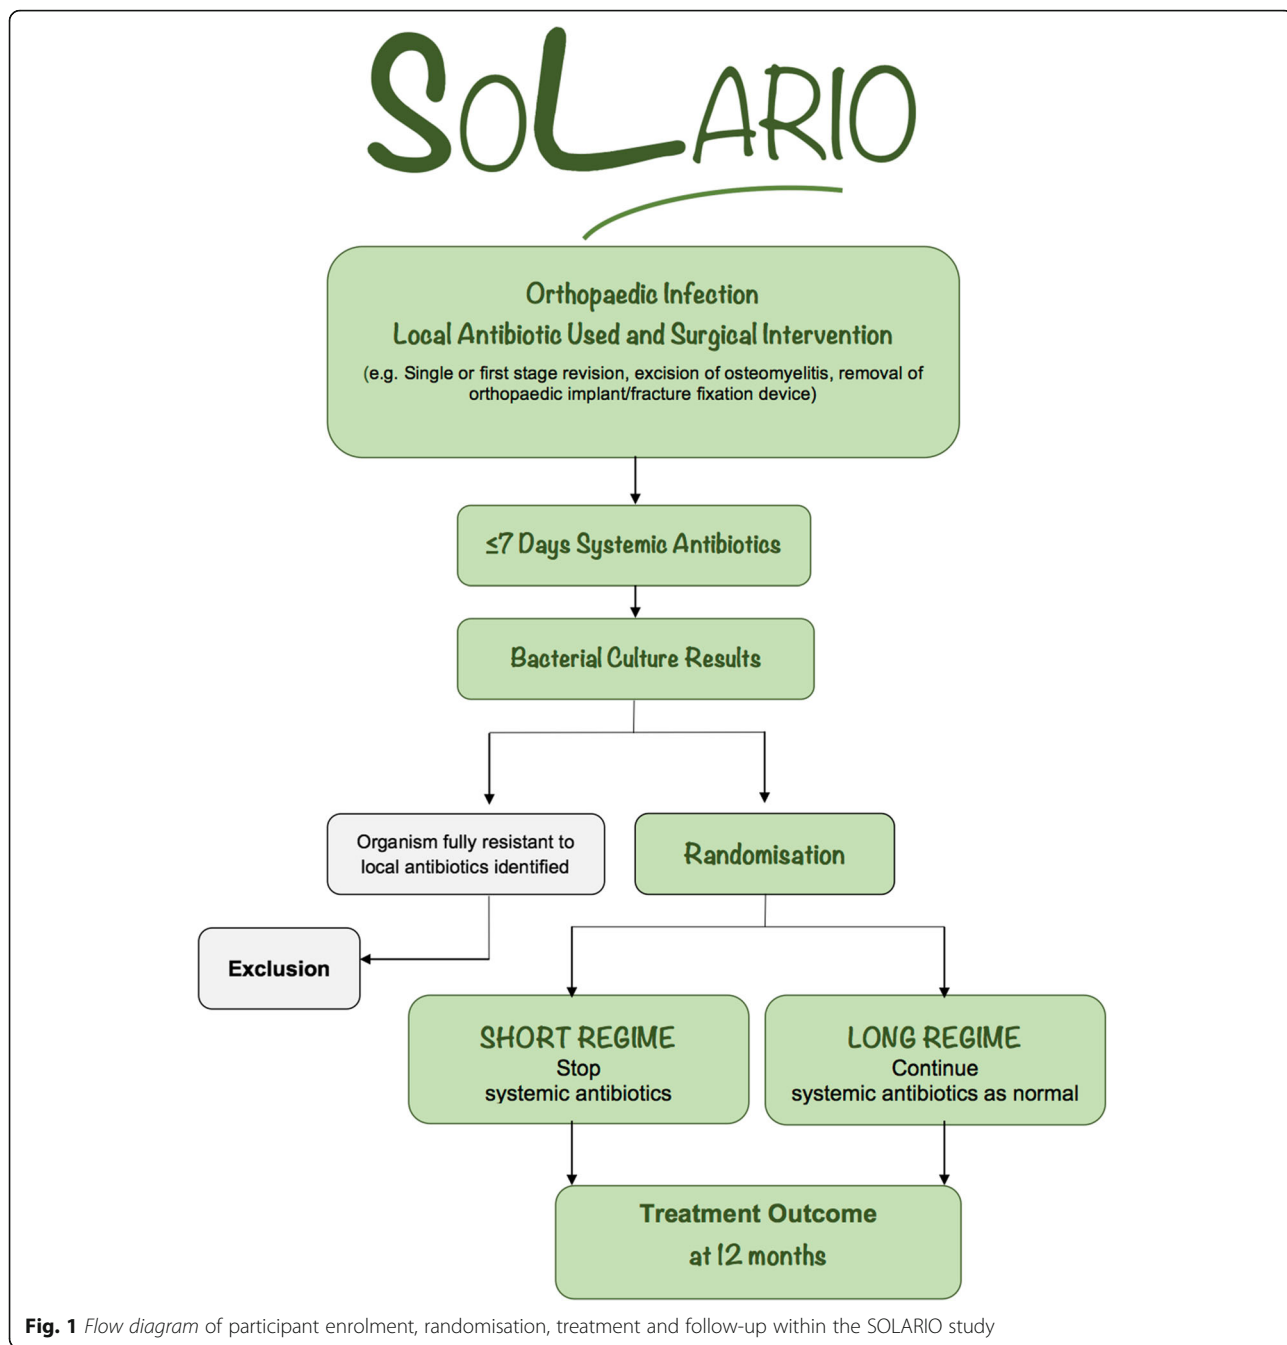 SOLARIO
Orthopaedic Infection
Local Antibiotic Used and Surgical Intervention
(e.g. Single or first stage revision, excision of osteomyelitis, removal of
orthopaedic implant/fracture fixation device)
≤7 Days Systemic Antibiotics
Bacterial Culture Results
Organism fully resistant to
local antibiotics identified
Randomisation
Exclusion
SHORT REGIME
Stop
systemic antibiotics
LONG REGIME
Continue
systemic antibiotics as normal
Treatment Outcome
at 12 months
Fig. 1 Flow diagram of participant enrolment, randomisation, treatment and follow-up within the SOLARIO study